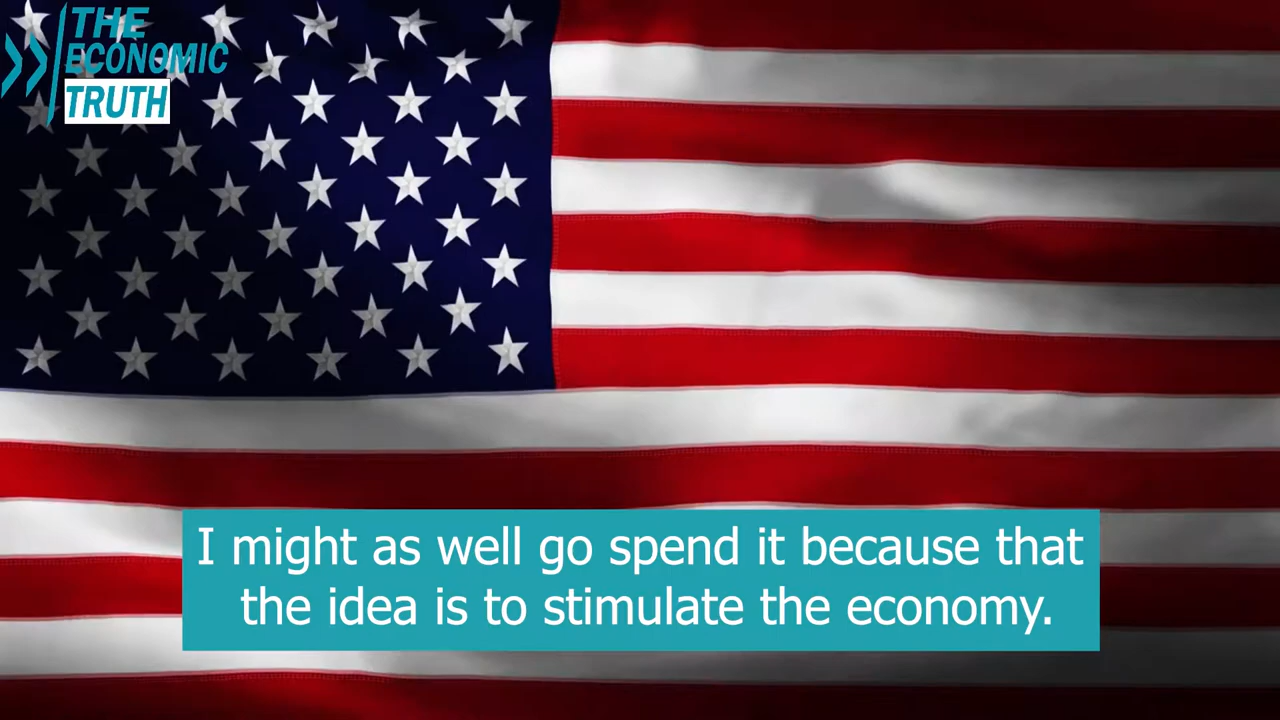 THE
ECONOMIC
TRUTH
I might as well go spend it because that
the idea is to stimulate the economy.